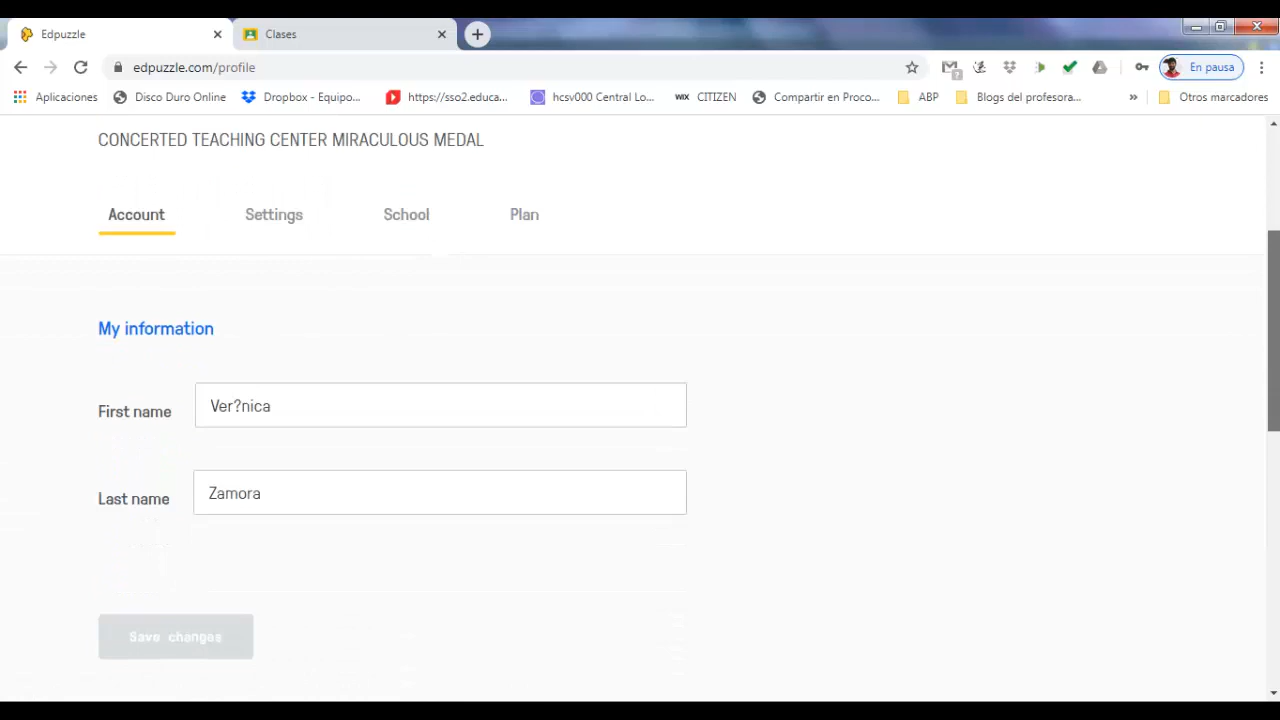 Edpuzzle
Clases
edpuzzle.com/profile
En pausa
Aplicaciones
Disco Duro Online
Dropbox - Equipo...
https://sso2.educa...
hcsv000 Central Lo...
WIX CITIZEN
Compartir en Proco...
ABP
Blogs del profesora...
»
Otros marcadores
CONCERTED TEACHING CENTER MIRACULOUS MEDAL
Account
Settings
School
Plan
My information
First name
Ver?nica
Last name
Zamora
Save changes